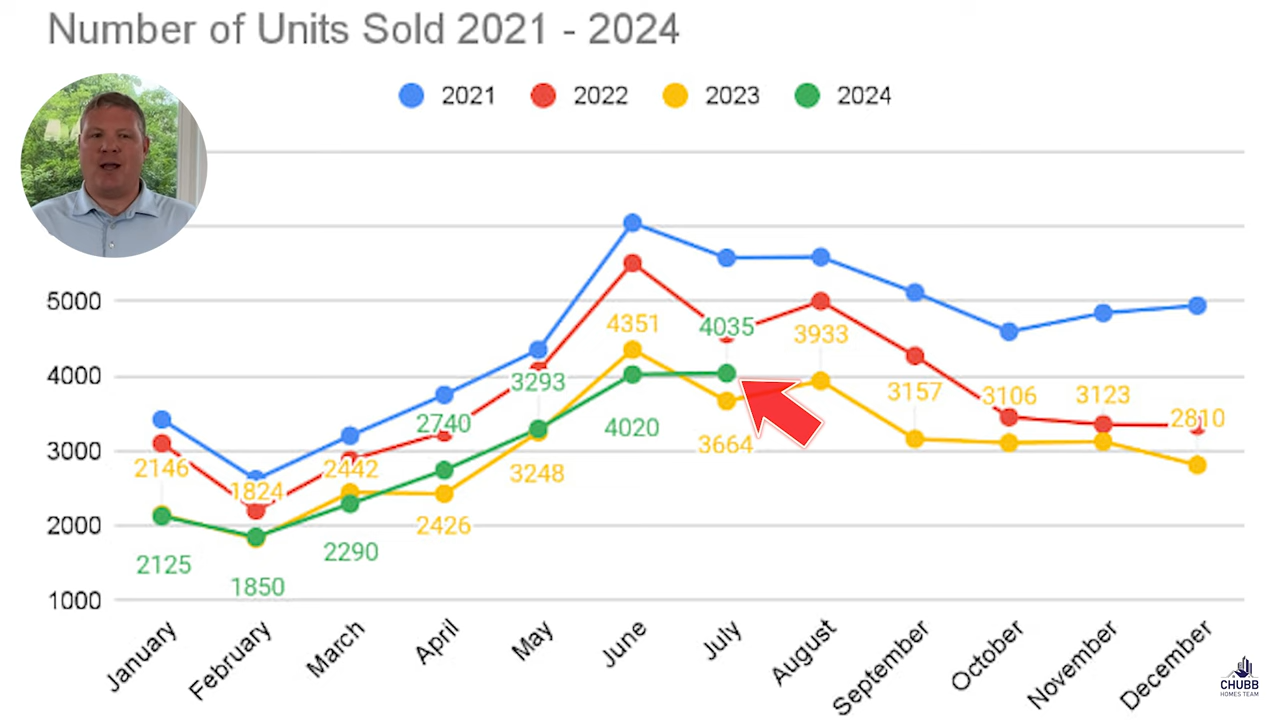 Number of Units Sold 2021 - 2024
2021 2022 2023 2024
5000
4000
3000
2000
1000
2146
2125
1824
1850
2442
2290
2740
2426
3293
3248
4351
4020
4035
3664
3933
3157
3106
3123
2810
January
February
March
April
May
June
July
August
September
October
November
December
CHUBB
HOMES TEAM